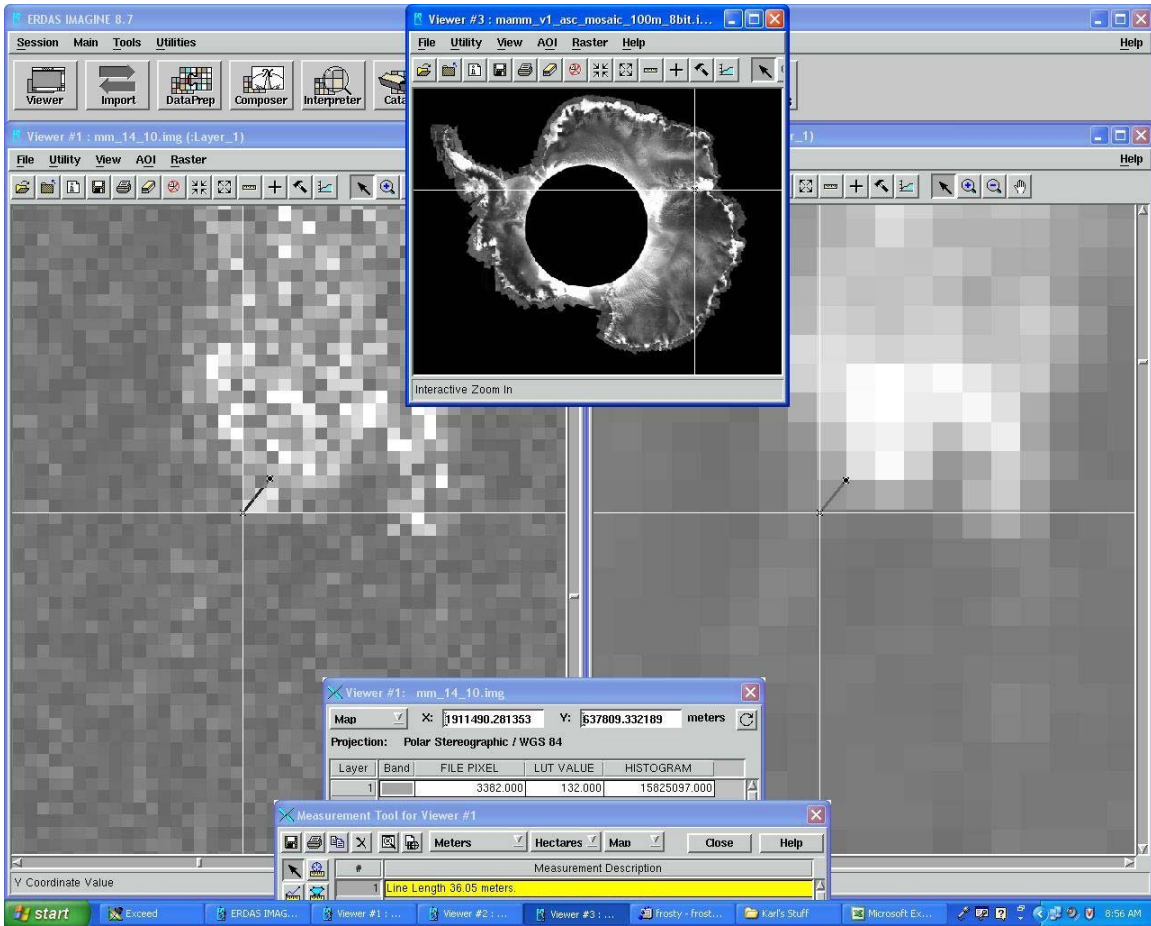 ERDAS IMAGINE 8.7
Session Main Tools Utilities
Help
Viewer
Import
DataPrep
Composer
Interpreter
Viewer #3 : mamm_v1_asc_mosaic_100m_8bit.i...
File Utility View AOI Raster Help
Interactive Zoom In
Viewer #1 : mm_14_10.img (:Layer_1)
File Utility View AOI Raster
Help
Y Coordinate Value
Viewer #1: mm_14_10.img
Map X: 1911490.281353 Y: 637809.332189 meters
Projection: Polar Stereographic / WGS 84
Layer Band FILE PIXEL LUT VALUE HISTOGRAM
1 3382.000 132.000 15825097.000
Measurement Tool for Viewer #1
Meters Hectares Map Close Help
# Measurement Description
1 Line Length 36.05 meters.
start Exceed ERDAS IMAG... Viewer #1 : ... Viewer #2 : ... Viewer #3 : ... frosty - frost... Karl's Stuff Microsoft Ex... 8:56 AM